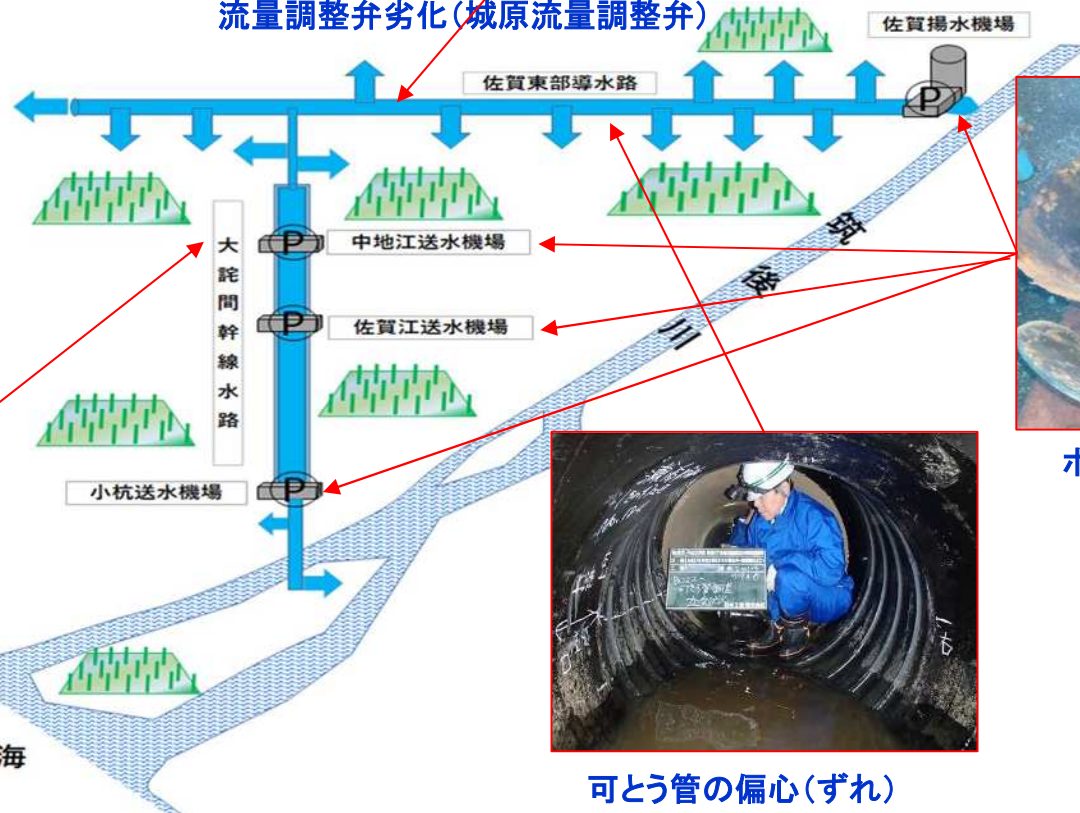 流量調整弁劣化（城原流量調整弁）
佐賀揚水機場
佐賀東部導水路
P
大詫間幹線水路
P
中地江送水機場
P
佐賀江送水機場
小杭送水機場
P
筑後川
海
可とう管の偏心（ずれ）